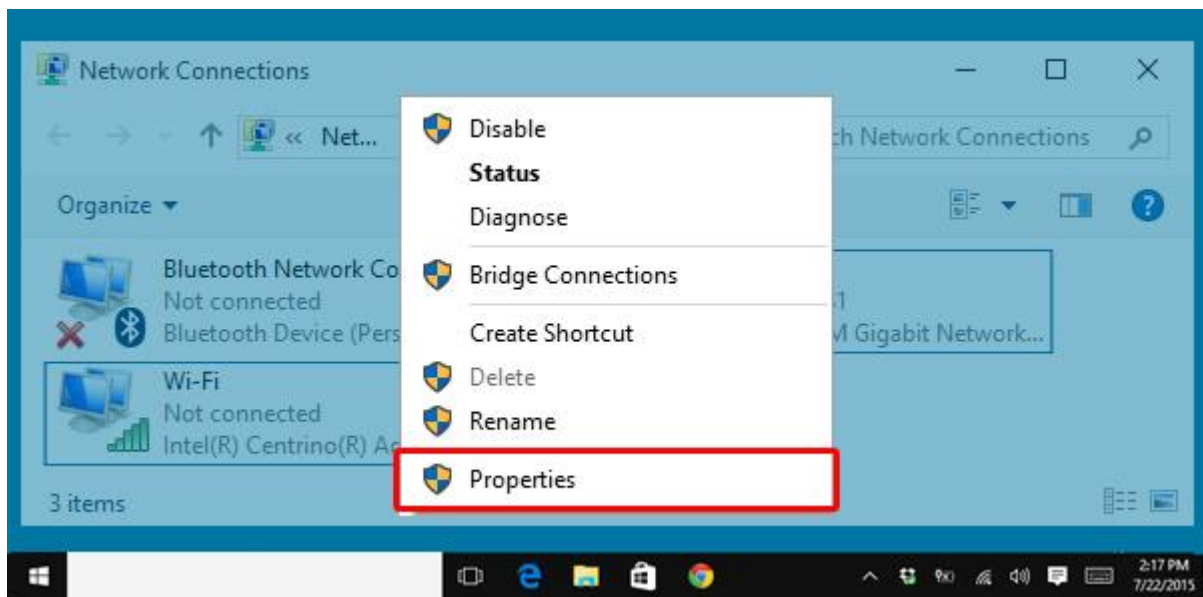 Network Connections
« Net...
ch Network Connections
Organize
Bluetooth Network Co
Not connected
Bluetooth Device (Pers
1
M Gigabit Network...
Wi-Fi
Not connected
Intel(R) Centrino(R) Ad
3 items
Disable
Status
Diagnose
Bridge Connections
Create Shortcut
Delete
Rename
Properties
2:17 PM
7/22/2015